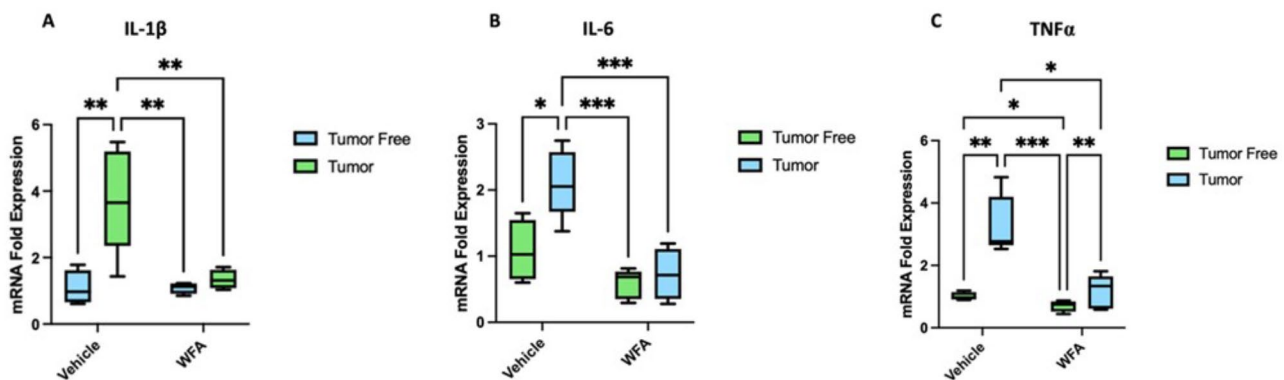 A
IL-1β
**
**
**
mRNA Fold Expression
6
4
2
0
Vehicle
WFA
Tumor Free
Tumor
B
IL-6
***
*
***
mRNA Fold Expression
3
2
1
0
Vehicle
WFA
Tumor Free
Tumor
C
TNFα
*
*
**
***
**
mRNA Fold Expression
6
4
2
0
Vehicle
WFA
Tumor Free
Tumor